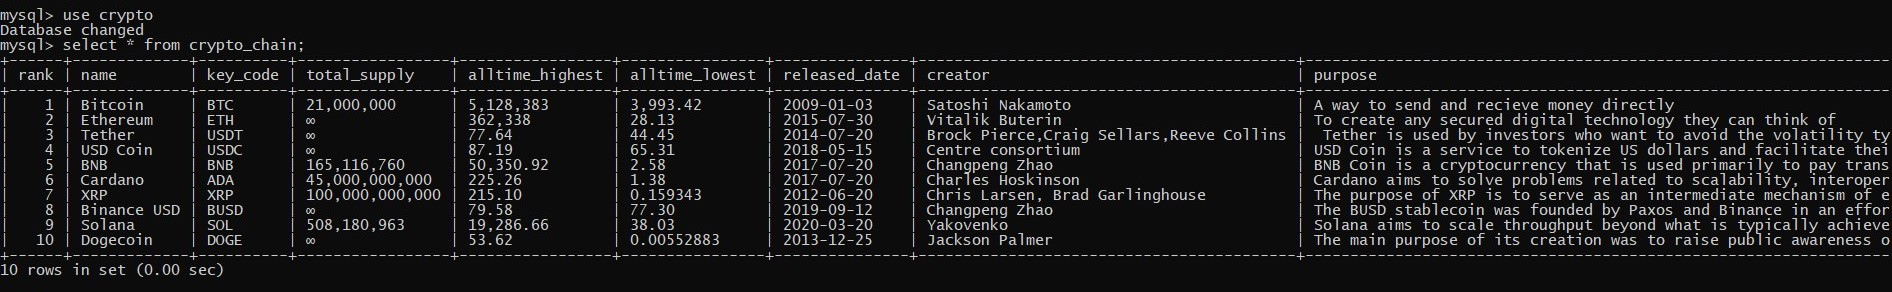 mysql> use crypto
Database changed
mysql> select * from crypto_chain;
+------+-------------+----------+-----------------+-----------------+----------------+---------------+------------------------------------------+-----------------------------------------------------------------
| rank | name        | key_code | total_supply    | alltime_highest | alltime_lowest | released_date | creator                                  | purpose
+------+-------------+----------+-----------------+-----------------+----------------+---------------+------------------------------------------+-----------------------------------------------------------------
|    1 | Bitcoin     | BTC      | 21,000,000      | 5,128,383       | 3,993.42       | 2009-01-03    | Satoshi Nakamoto                         | A way to send and recieve money directly
|    2 | Ethereum    | ETH      | ∞               | 362,338         | 28.13          | 2015-07-30    | Vitalik Buterin                          | To create any secured digital technology they can think of
|    3 | Tether      | USDT     | ∞               | 77.64           | 44.45          | 2014-07-20    | Brock Pierce,Craig Sellars,Reeve Collins |  Tether is used by investors who want to avoid the volatility ty
|    4 | USD Coin    | USDC     | ∞               | 87.19           | 65.31          | 2018-05-15    | Centre consortium                        | USD Coin is a service to tokenize US dollars and facilitate thei
|    5 | BNB         | BNB      | 165,116,760     | 50,350.92       | 2.58           | 2017-07-20    | Changpeng Zhao                           | BNB Coin is a cryptocurrency that is used primarily to pay trans
|    6 | Cardano     | ADA      | 45,000,000,000  | 225.26          | 1.38           | 2017-07-20    | Charles Hoskinson                        | Cardano aims to solve problems related to scalability, interoper
|    7 | XRP         | XRP      | 100,000,000,000 | 215.10          | 0.159343       | 2012-06-20    | Chris Larsen, Brad Garlinghouse          | The purpose of XRP is to serve as an intermediate mechanism of e
|    8 | Binance USD | BUSD     | ∞               | 79.58           | 77.30          | 2019-09-12    | Changpeng Zhao                           | The BUSD stablecoin was founded by Paxos and Binance in an effor
|    9 | Solana      | SOL      | 508,180,963     | 19,286.66       | 38.03          | 2020-03-20    | Yakovenko                                | Solana aims to scale throughput beyond what is typically achieve
|   10 | Dogecoin    | DOGE     | ∞               | 53.62           | 0.00552883     | 2013-12-25    | Jackson Palmer                           | The main purpose of its creation was to raise public awareness o
+------+-------------+----------+-----------------+-----------------+----------------+---------------+------------------------------------------+-----------------------------------------------------------------
10 rows in set (0.00 sec)